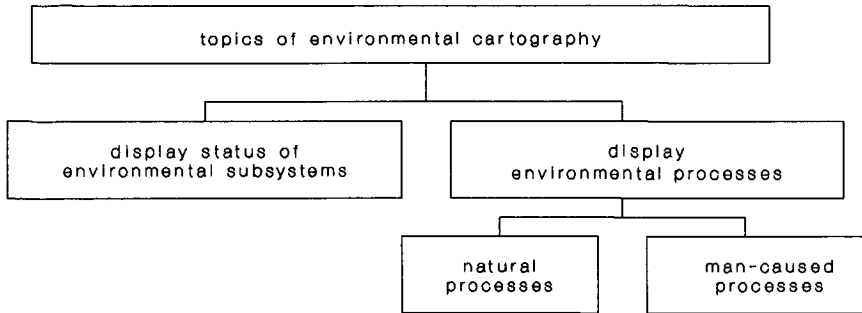 topics of environmental cartography
display status of
environmental subsystems
display
environmental processes
natural
processes
man-caused
processes